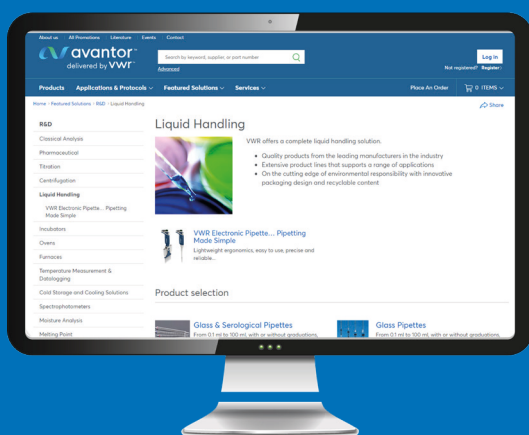 About us
All Promotions
Literature
Events
Contact
avantor™
delivered by VWR™
Search by keyword, supplier, or part number
Advanced
Log in
Not registered? Register ›
Products
Applications & Protocols
Featured Solutions
Services
Place An Order
0 ITEMS
Home › Featured Solutions › R&D › Liquid Handling
Share
R&D
Classical Analysis
Pharmaceutical
Titration
Centrifugation
Liquid Handling
VWR Electronic Pipette... Pipetting
Made Simple
Incubators
Ovens
Furnaces
Temperature Measurement &
Datalogging
Cold Storage and Cooling Solutions
Spectrophotometers
Moisture Analysis
Melting Point
Liquid Handling
VWR offers a complete liquid handling solution.
• Quality products from the leading manufacturers in the industry
• Extensive product lines that supports a range of applications
• On the cutting edge of environmental responsibility with innovative
packaging design and recyclable content
VWR Electronic Pipette... Pipetting
Made Simple
Lightweight ergonomics, easy to use, precise and
reliable...
Product selection
Glass & Serological Pipettes
From 0.1 ml to 100 ml, with or without graduations,
Glass Pipettes
From 0.1 ml to 100 ml, with or without graduations,